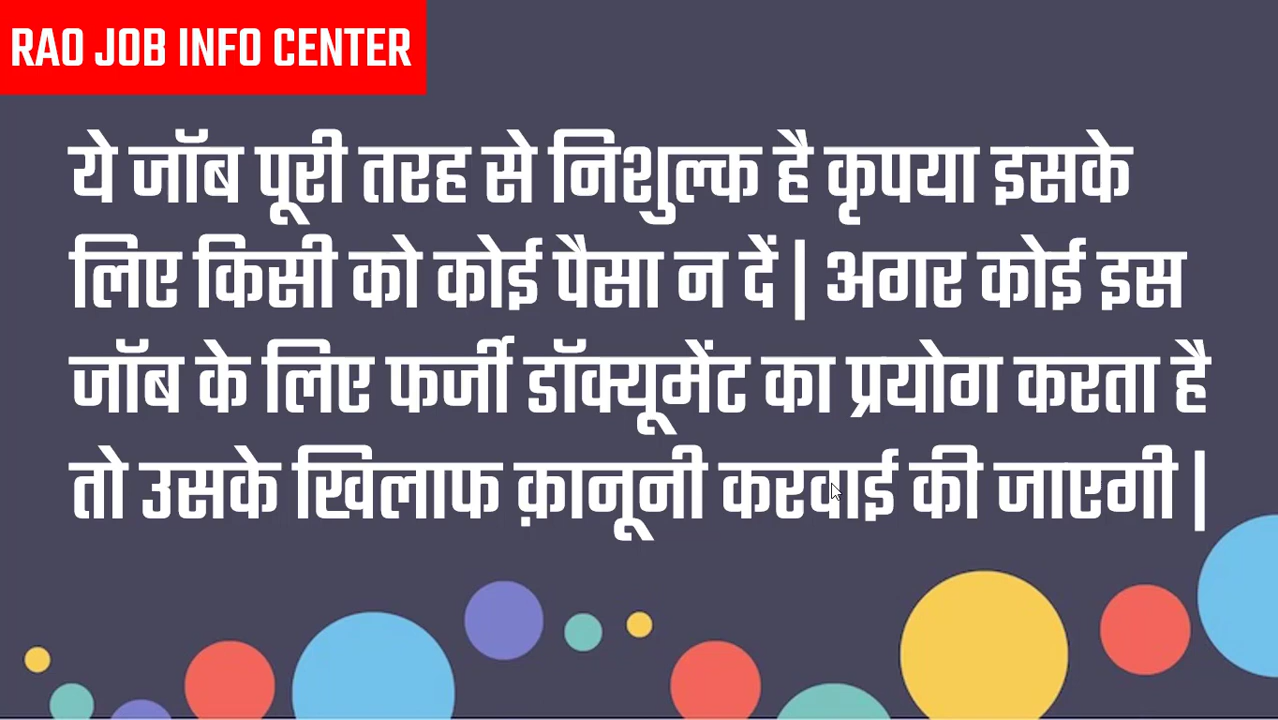 RAO JOB INFO CENTER
ये जॉब पूरी तरह से निशुल्क है कृपया इसके
लिए किसी को कोई पैसा न दें | अगर कोई इस
जॉब के लिए फर्जी डॉक्यूमेंट का प्रयोग करता है
तो उसके खिलाफ क़ानूनी करवाई की जाएगी |